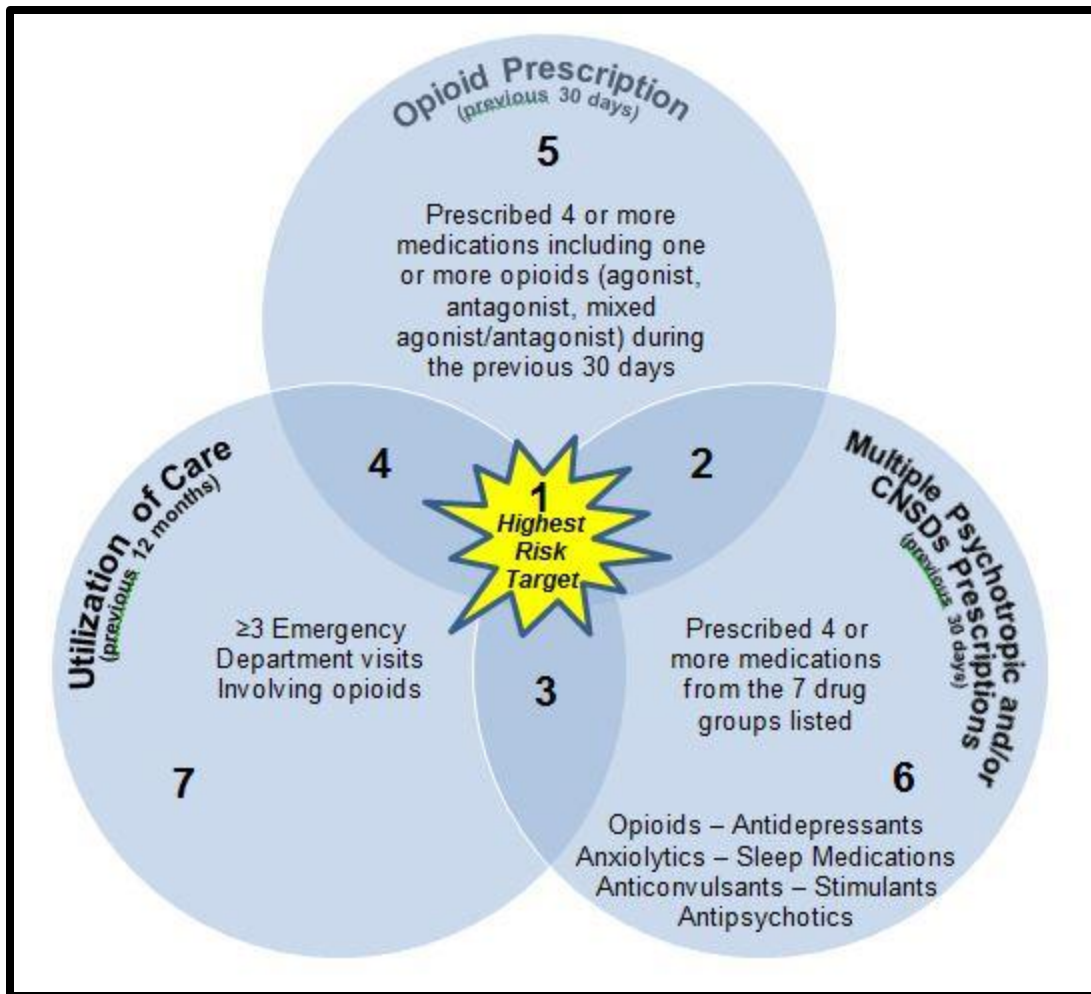 Opioid Prescription
(previous 30 days)
5
Prescribed 4 or more
medications including one
or more opioids (agonist,
antagonist, mixed
agonist/antagonist) during
the previous 30 days
4
2
1
Highest
Risk
Target
Utilization of Care
(previous 12 months)
≥3 Emergency
Department visits
Involving opioids
7
3
Multiple Psychotropic and/or
CNSDs Prescriptions
(previous 30 days)
Prescribed 4 or
more medications
from the 7 drug
groups listed
6
Opioids – Antidepressants
Anxiolytics – Sleep Medications
Anticonvulsants – Stimulants
Antipsychotics